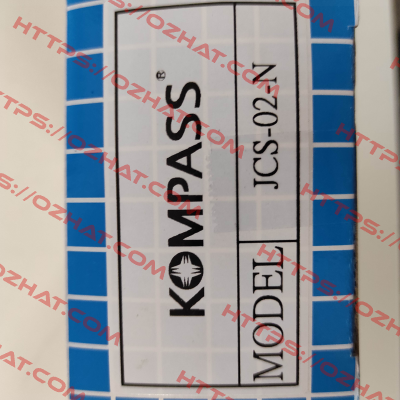 KOMPASS®
MODEL JCS-02-N
HTTPS://OZHAT.COM